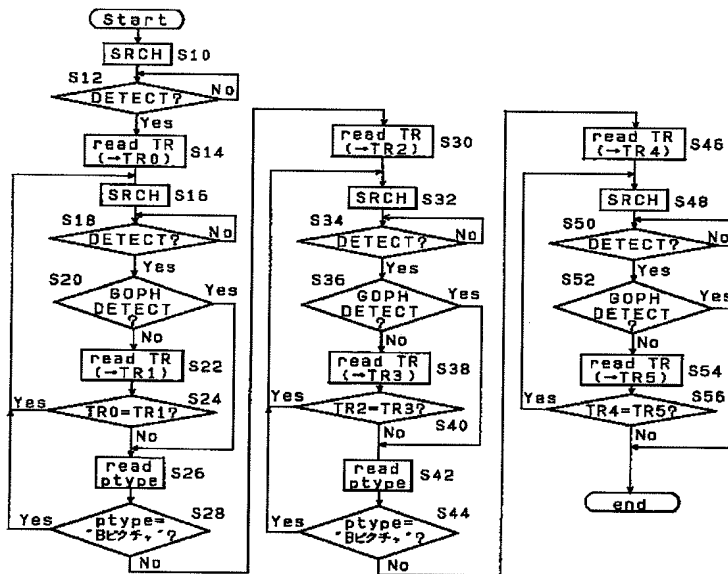 Start
SRCH S10
S12
DETECT?
No
Yes
read TR
(→TR0)
S14
SRCH S16
S18
DETECT?
No
Yes
S20
GOPH
DETECT
?
Yes
No
read TR
(→TR1)
S22
S24
Yes
TR0=TR1?
No
read
ptype
S26
S28
Yes
ptype=
"Bピクチャ"?
No
read TR
(→TR2)
S30
SRCH S32
S34
DETECT?
No
Yes
S36
GOPH
DETECT
?
Yes
No
read TR
(→TR3)
S38
Yes
TR2=TR3?
S40
No
read
ptype
S42
S44
Yes
ptype=
"Bピクチャ"?
No
read TR
(→TR4)
S46
SRCH
S48
S50
DETECT?
No
Yes
S52
GOPH
DETECT
?
Yes
No
read TR
(→TR5)
S54
S56
Yes
TR4=TR5?
No
end